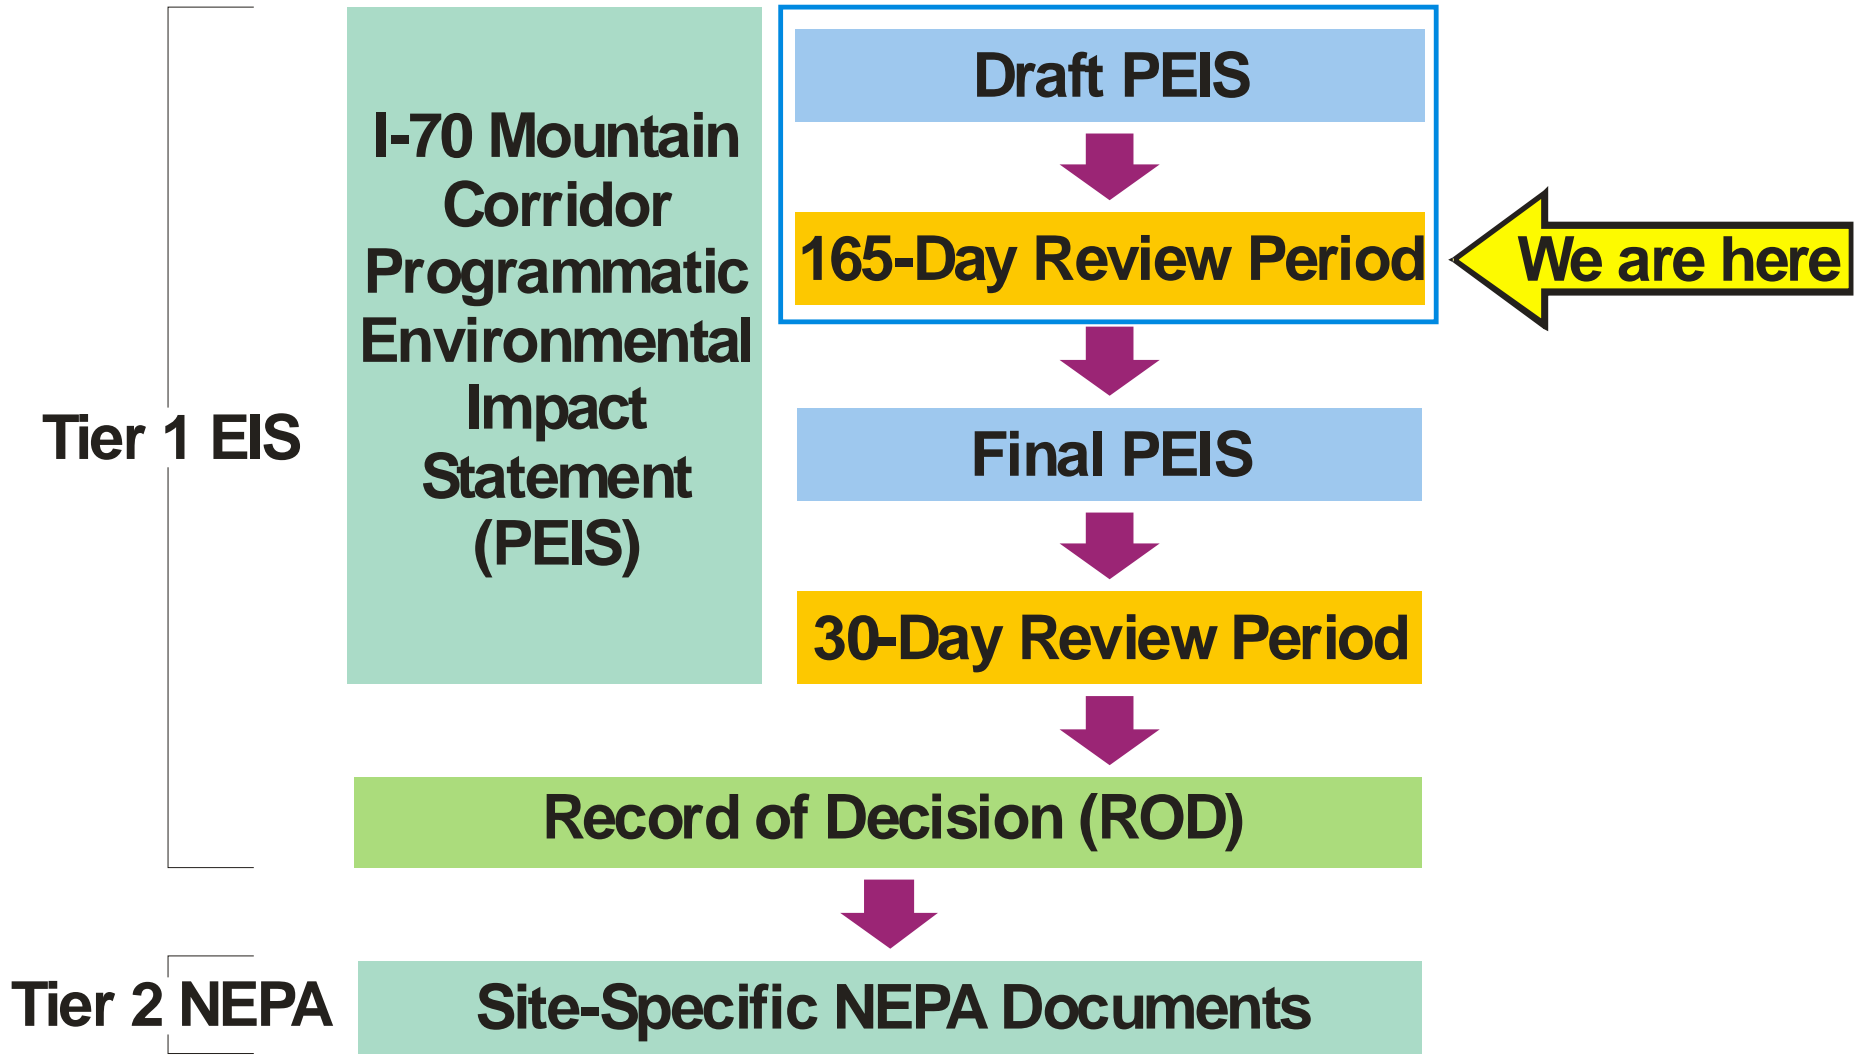 Tier 1 EIS
I-70 Mountain
Corridor
Programmatic
Environmental
Impact
Statement
(PEIS)
Draft PEIS
165-Day Review Period
We are here
Final PEIS
30-Day Review Period
Record of Decision (ROD)
Tier 2 NEPA
Site-Specific NEPA Documents